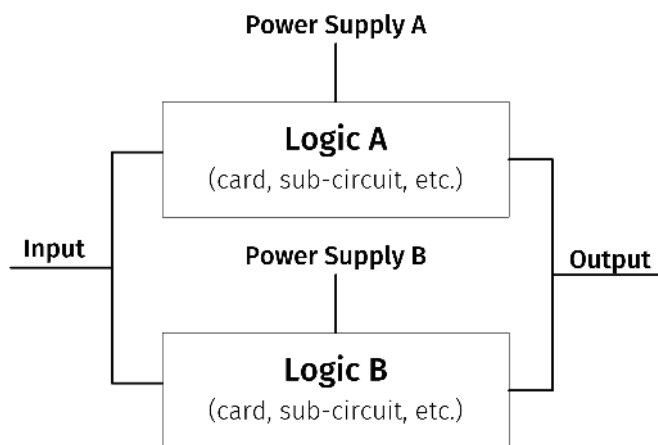 Power Supply A
Logic A
(card, sub-circuit, etc.)
Input
Power Supply B
Output
Logic B
(card, sub-circuit, etc.)